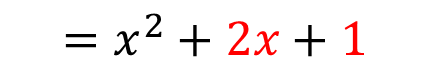 = x² + 2x + 1